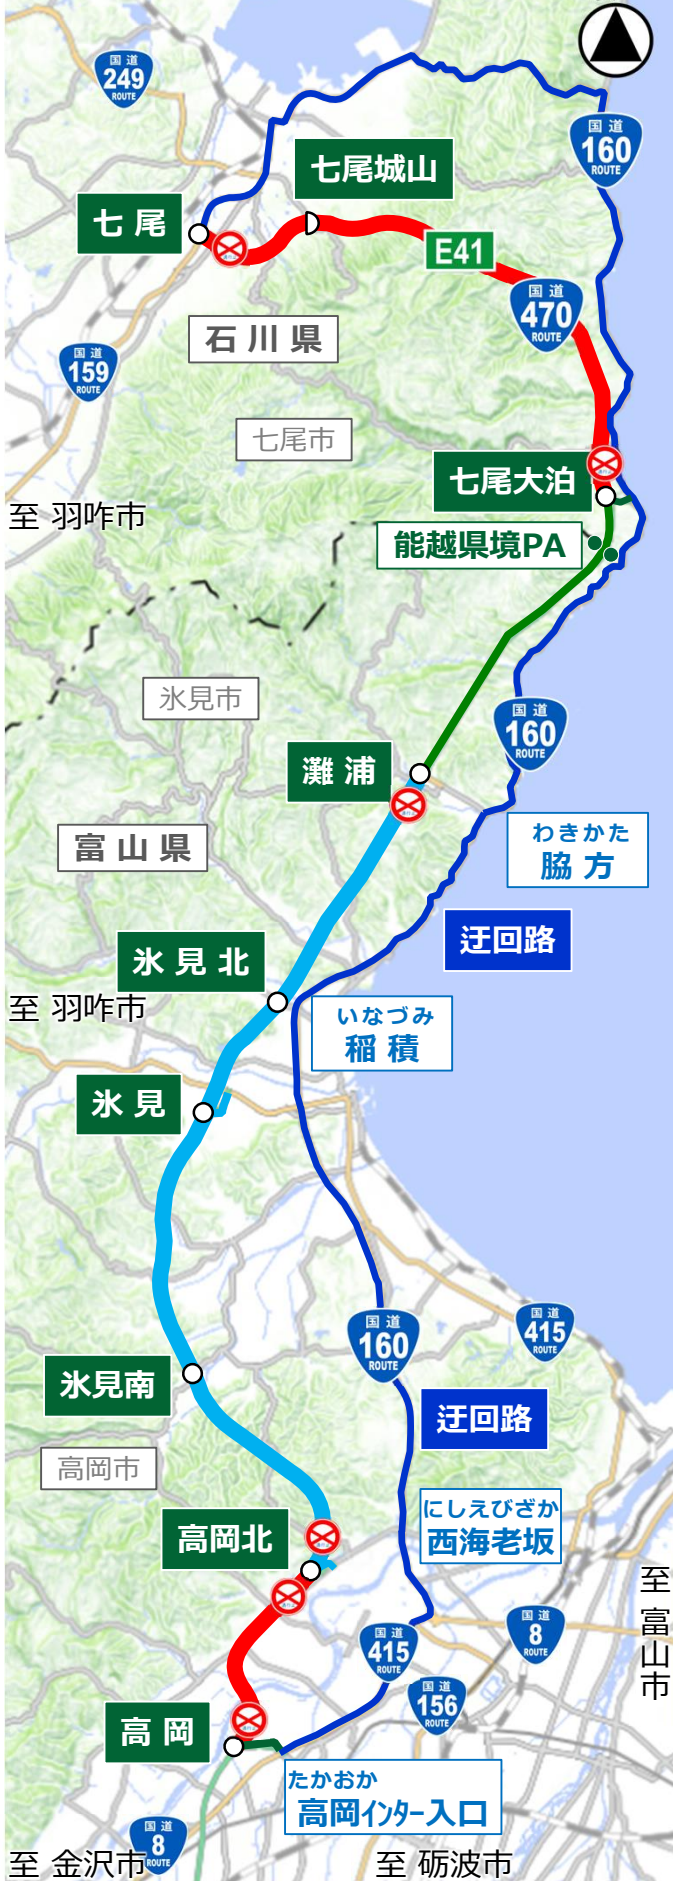 国道
249
ROUTE
国道
160
ROUTE
七尾城山
七尾
E41
国道
470
ROUTE
石川県
国道
159
ROUTE
七尾市
七尾大泊
至 羽咋市
能越県境PA
氷見市
国道
160
ROUTE
灘浦
わきかた
脇方
富山県
迂回路
氷見北
至 羽咋市
いなづみ
稲積
氷見
国道
160
ROUTE
国道
415
ROUTE
氷見南
迂回路
高岡市
にしえびざか
西海老坂
高岡北
至 富山市
国道
8
ROUTE
国道
415
ROUTE
国道
156
ROUTE
高岡
たかおか
高岡インター入口
国道
8
ROUTE
至 金沢市
至 砺波市